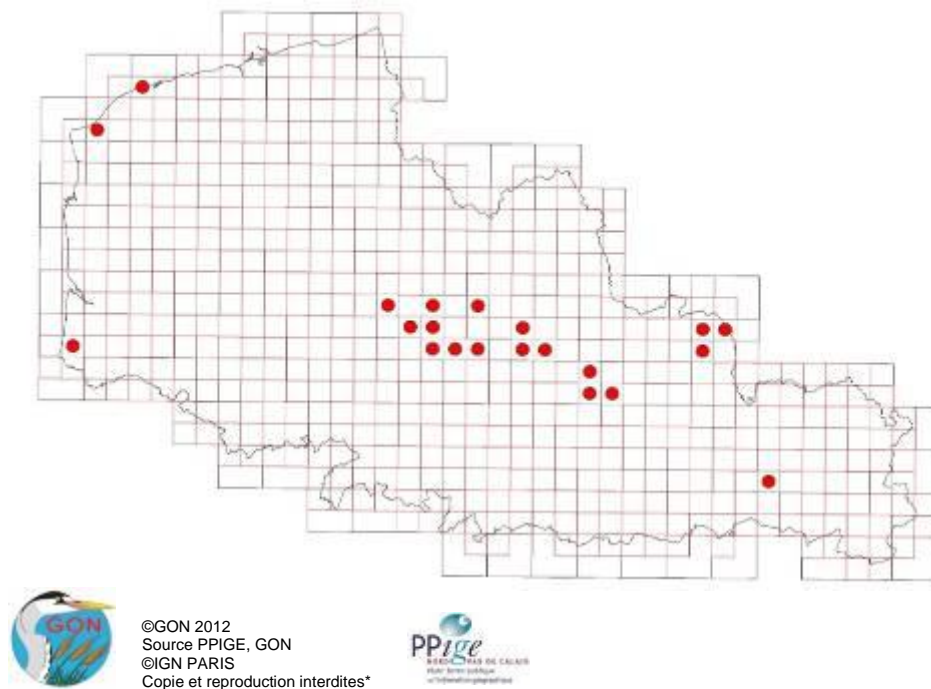 GON
©GON 2012
Source PPIGE, GON
©IGN PARIS
Copie et reproduction interdites*
PPige
NORD PAS DE CALAIS